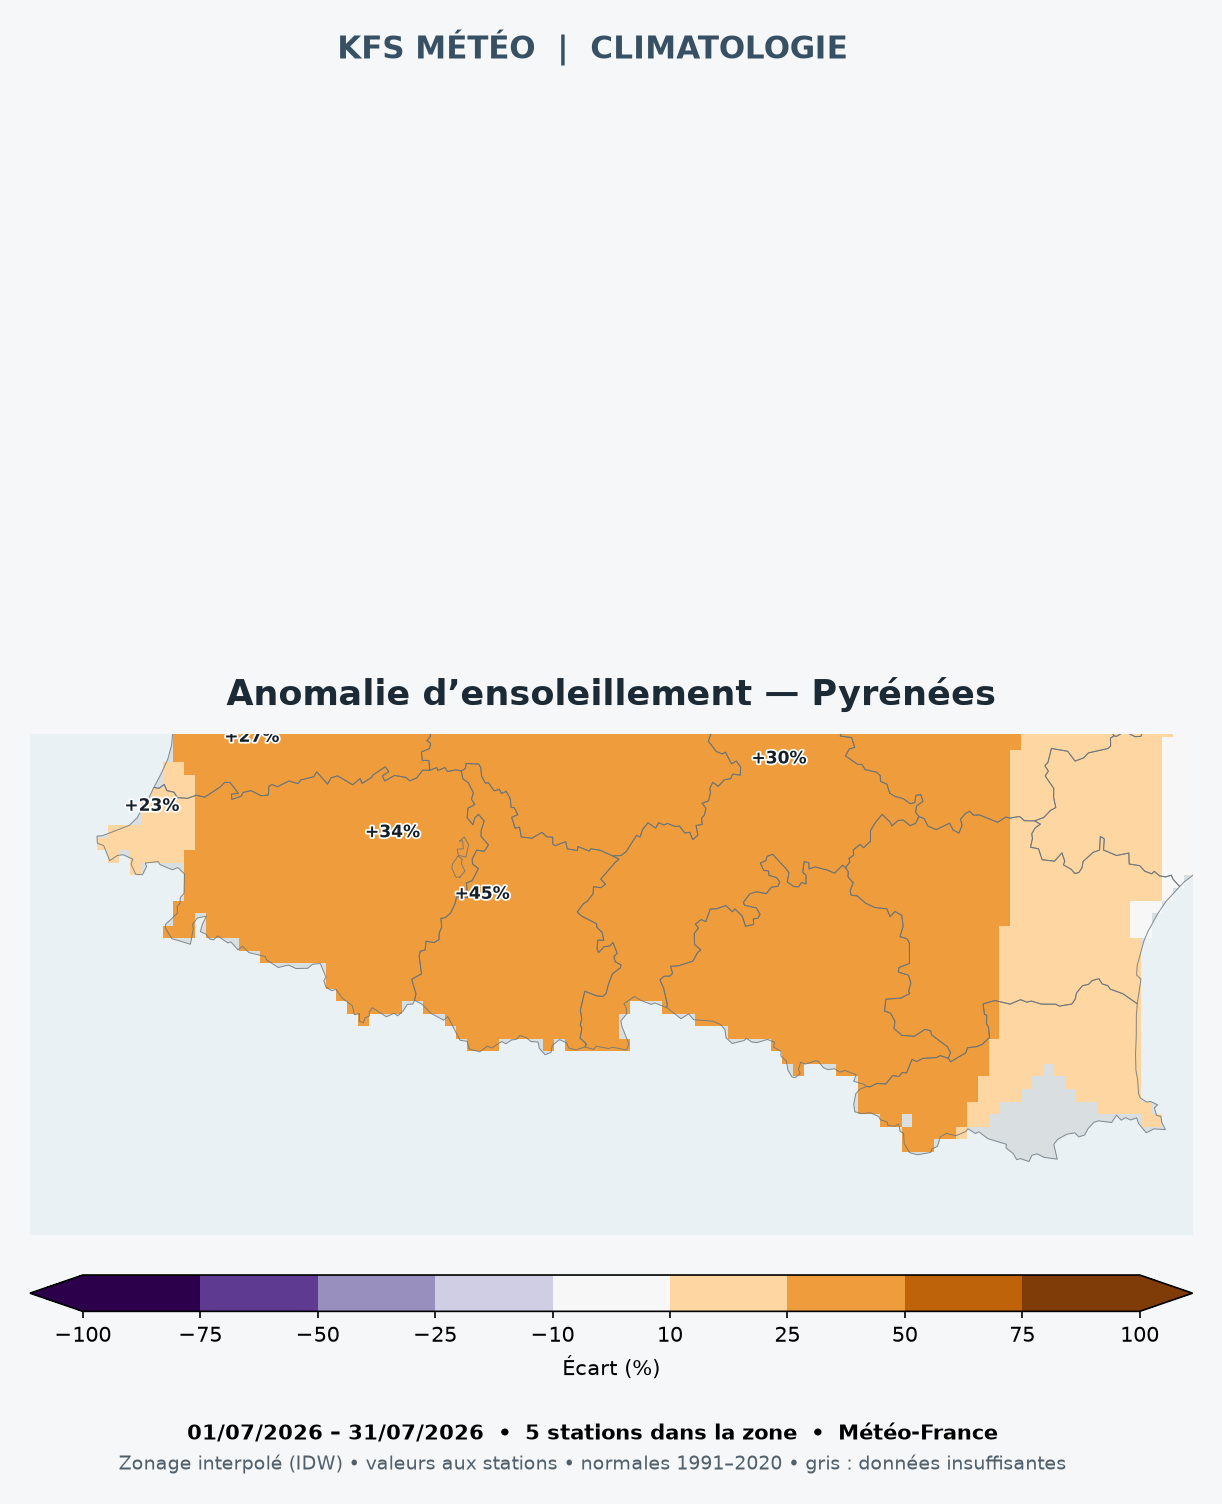 KFS MÉTÉO | CLIMATOLOGIE
Anomalie d’ensoleillement — Pyrénées
+27%
+30%
+23%
+34%
+45%
−100 −75 −50 −25 −10 10 25 50 75 100
Écart (%)
01/07/2026 – 31/07/2026 • 5 stations dans la zone • Météo-France
Zonage interpolé (IDW) • valeurs aux stations • normales 1991–2020 • gris : données insuffisantes